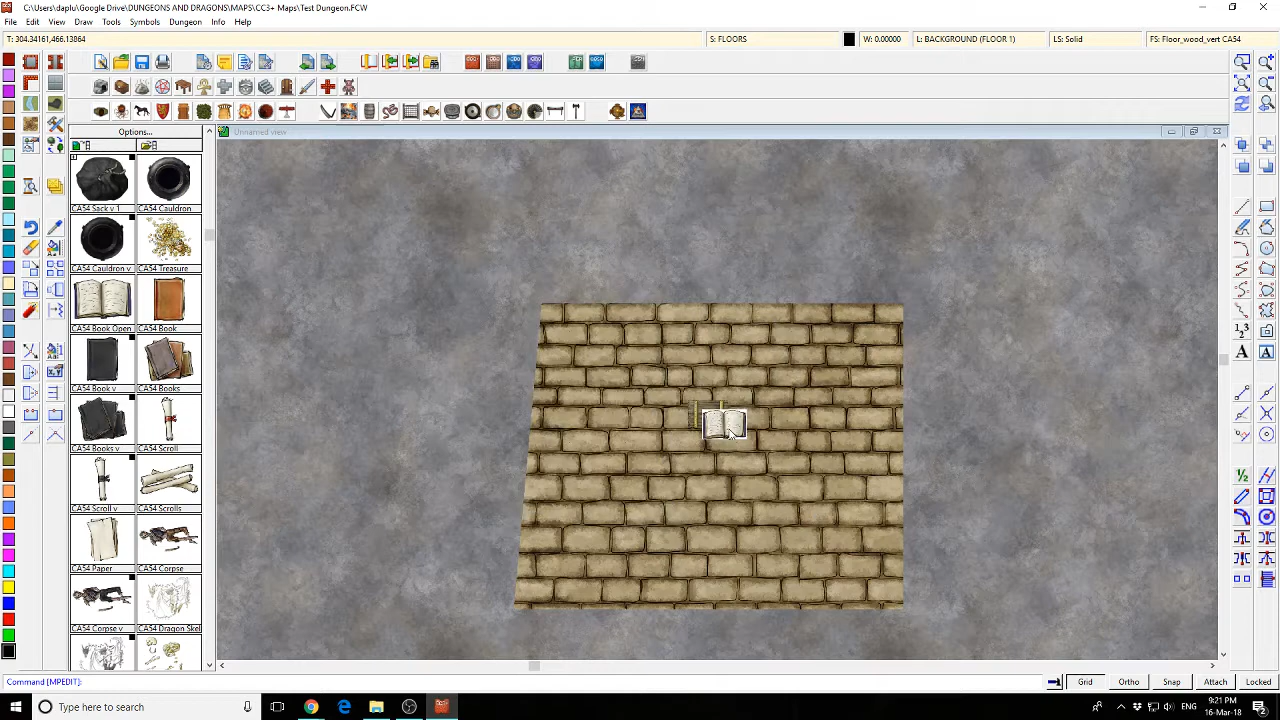 C:\Users\daplu\Google Drive\DUNGEONS AND DRAGONS\MAPS\CC3+ Maps\Test Dungeon.FCW
File Edit View Draw Tools Symbols Dungeon Info Help
T: 304.34161,466.13864 S: FLOORS W: 0.00000 L: BACKGROUND (FLOOR 1) LS: Solid FS: Floor_wood_vert CA54
Options...
Unnamed view
CA54 Sack v 1 CA54 Cauldron
CA54 Cauldron v CA54 Treasure
CA54 Book Open CA54 Book
CA54 Book v CA54 Books
CA54 Books v CA54 Scroll
CA54 Scroll v CA54 Scrolls
CA54 Paper CA54 Corpse
CA54 Corpse v CA54 Dragon Skel
Command [MPEDIT]: Grid Ortho Snap Attach Locked
Type here to search
ENG
9:21 PM
16-Mar-18